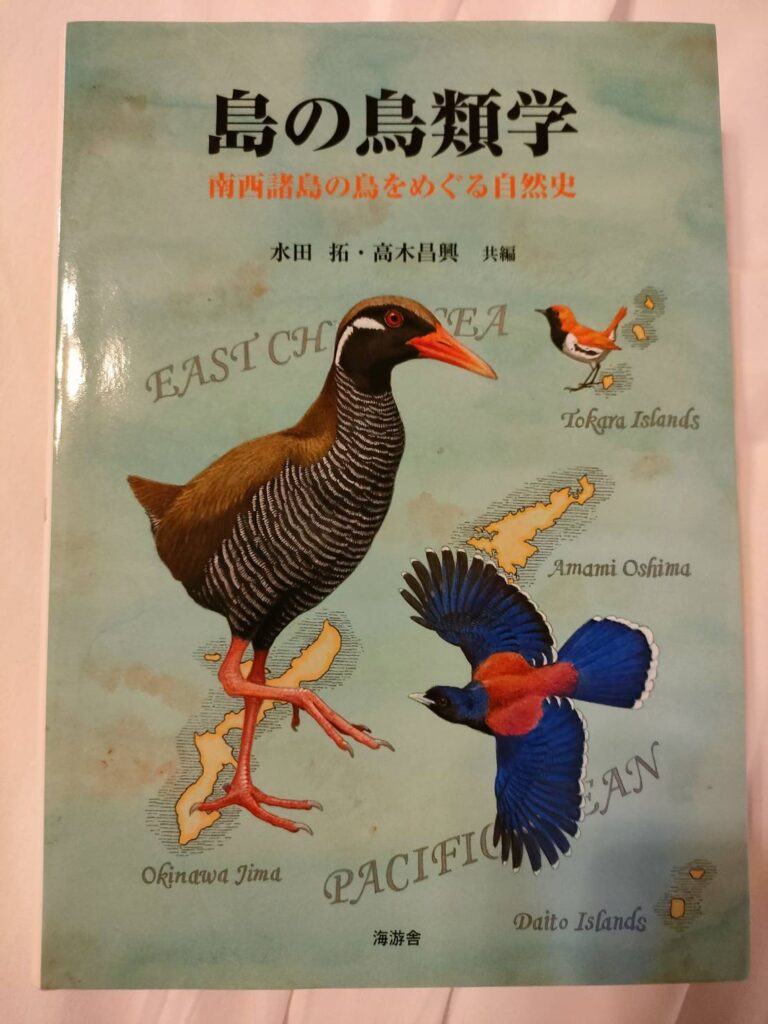 島の鳥類学
南西諸島の鳥をめぐる自然史
水田 拓・高木昌興 共編
EAST CH SEA
Tokara Islands
Amami Oshima
Okinawa Jima
PACIFIC EAN
Daito Islands
海游舎